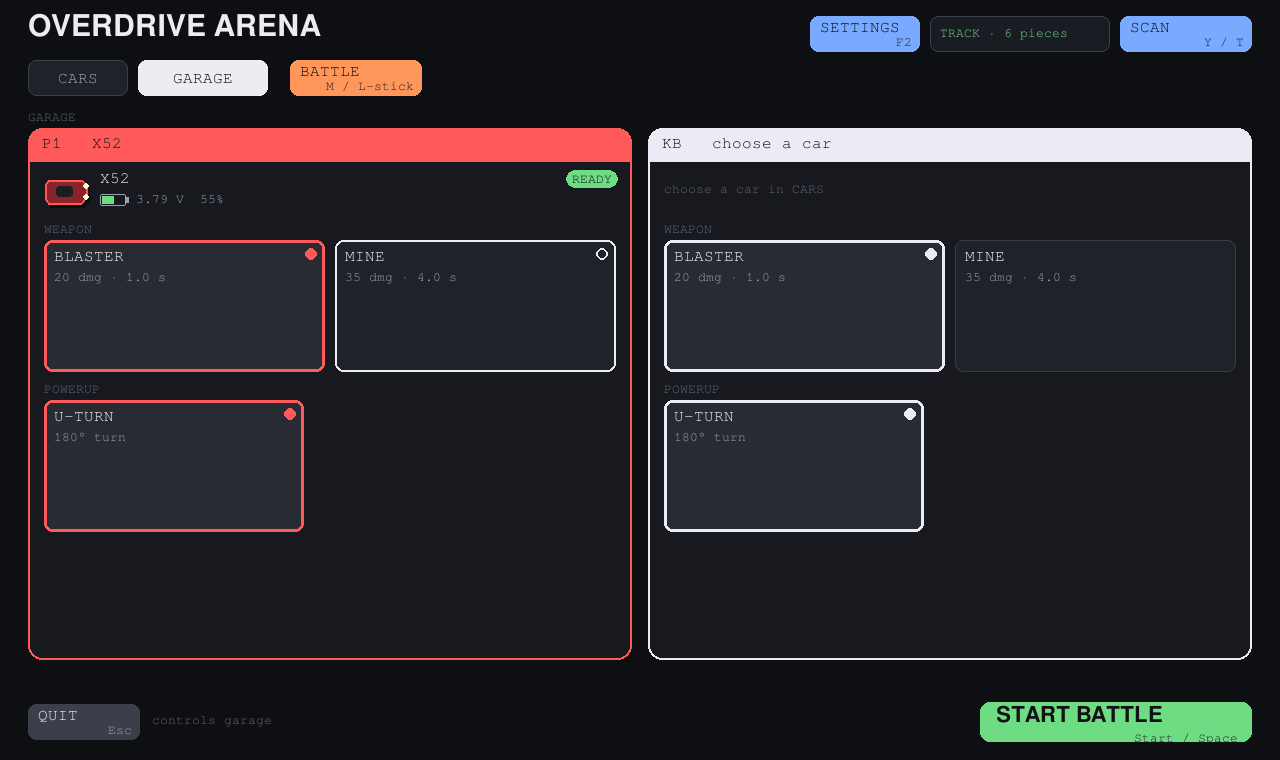 OVERDRIVE ARENA
SETTINGS
F2
TRACK · 6 pieces
SCAN
Y / T
CARS
GARAGE
BATTLE
M / L-stick
GARAGE
P1 X52
X52
READY
3.79 V 55%
WEAPON
BLASTER
20 dmg · 1.0 s
MINE
35 dmg · 4.0 s
POWERUP
U-TURN
180° turn
KB choose a car
choose a car in CARS
WEAPON
BLASTER
20 dmg · 1.0 s
MINE
35 dmg · 4.0 s
POWERUP
U-TURN
180° turn
QUIT
Esc
controls garage
START BATTLE
Start / Space